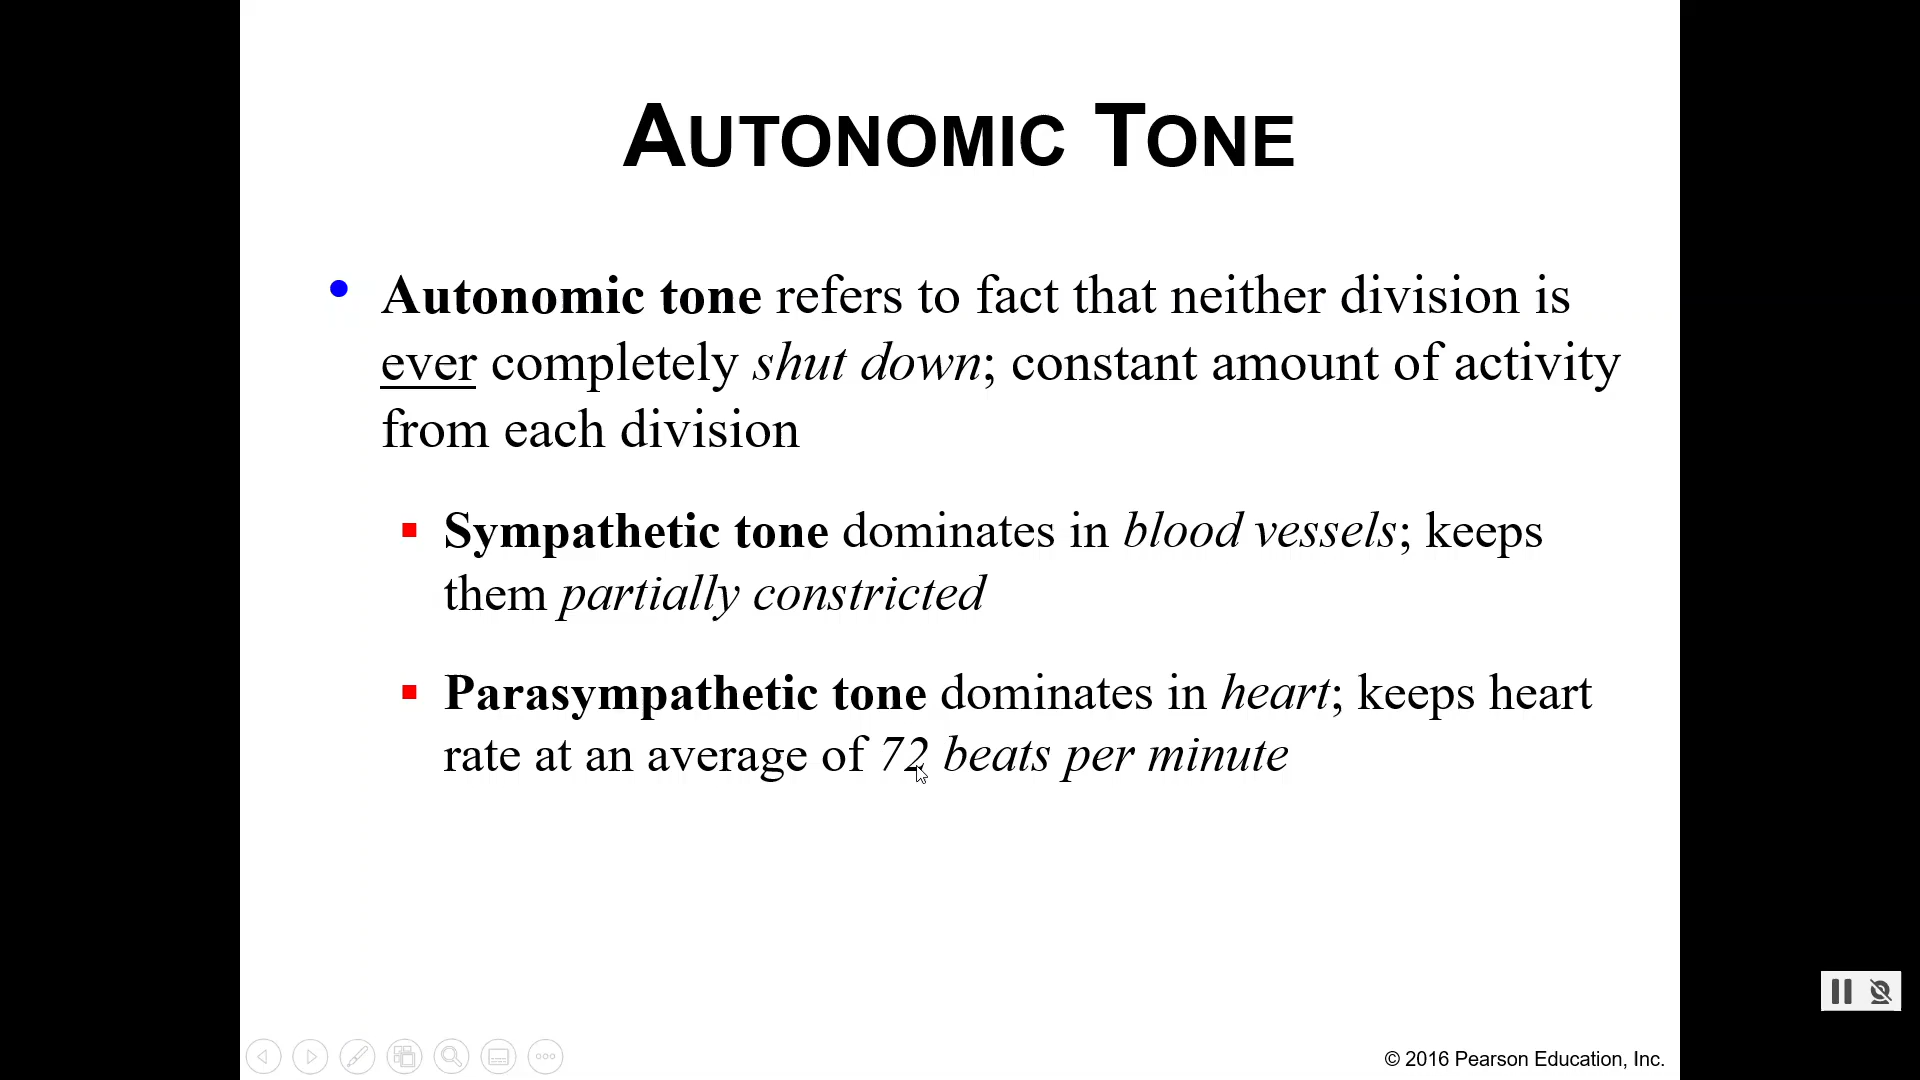 AUTONOMIC TONE
• Autonomic tone refers to fact that neither division is
ever completely shut down; constant amount of activity
from each division
▪ Sympathetic tone dominates in blood vessels; keeps
them partially constricted
▪ Parasympathetic tone dominates in heart; keeps heart
rate at an average of 72 beats per minute
© 2016 Pearson Education, Inc.